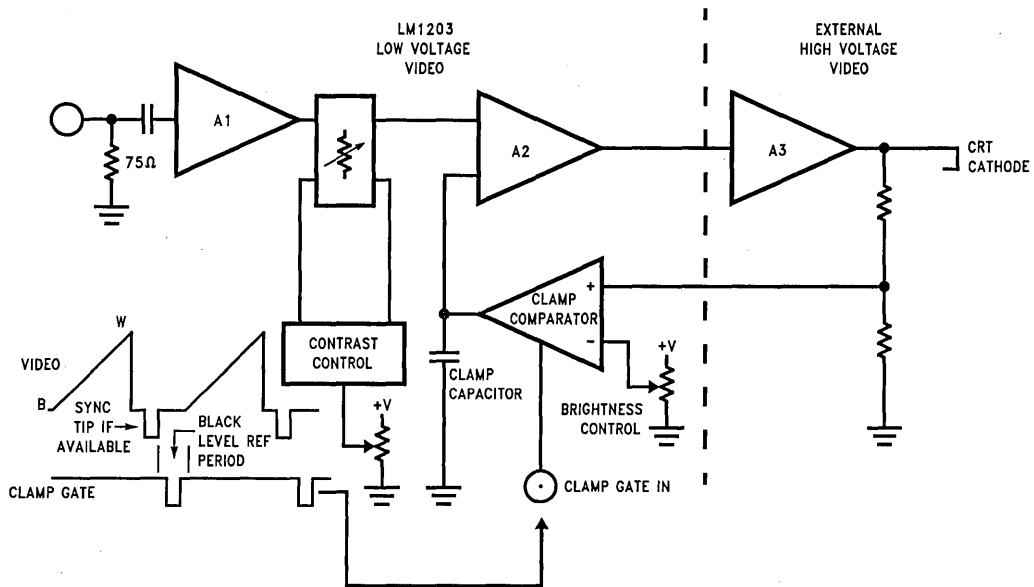 LM1203
LOW VOLTAGE
VIDEO
EXTERNAL
HIGH VOLTAGE
VIDEO
A1
75Ω
A2
A3
CRT
CATHODE
+
CLAMP
COMPARATOR
-
+V
BRIGHTNESS
CONTROL
CLAMP
CAPACITOR
CONTRAST
CONTROL
+V
W
VIDEO
B
SYNC
TIP IF
AVAILABLE
BLACK
LEVEL REF
PERIOD
CLAMP GATE
CLAMP GATE IN